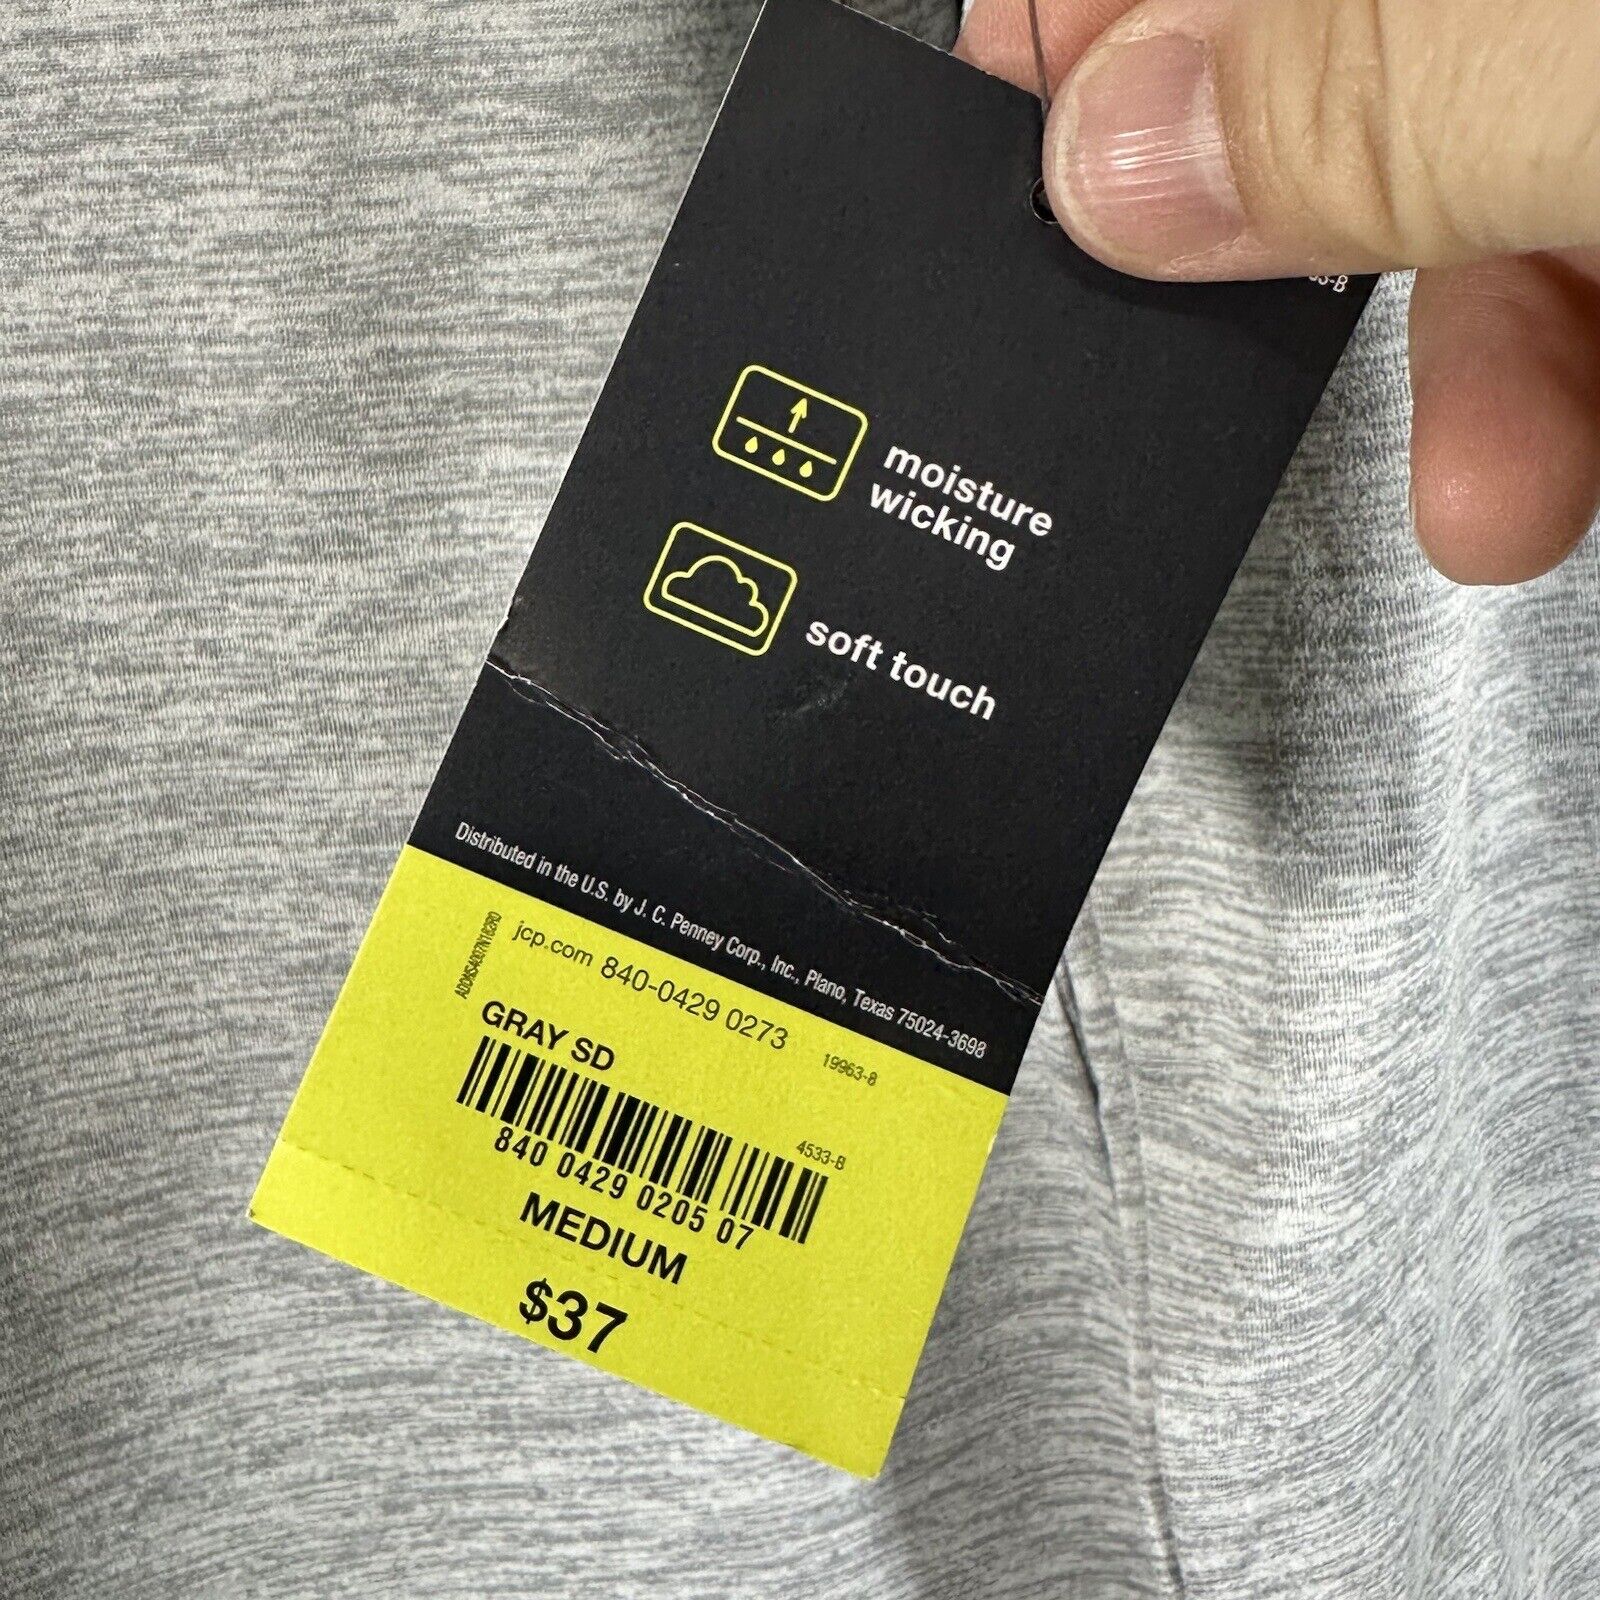 moisture
wicking
soft touch
Distributed in the U.S. by J. C. Penney Corp., Inc., Plano, Texas 75024-3698
jcp.com 840-0429 0273
19963-8
GRAY SD
4533-B
840 0429 0205 07
MEDIUM
$37